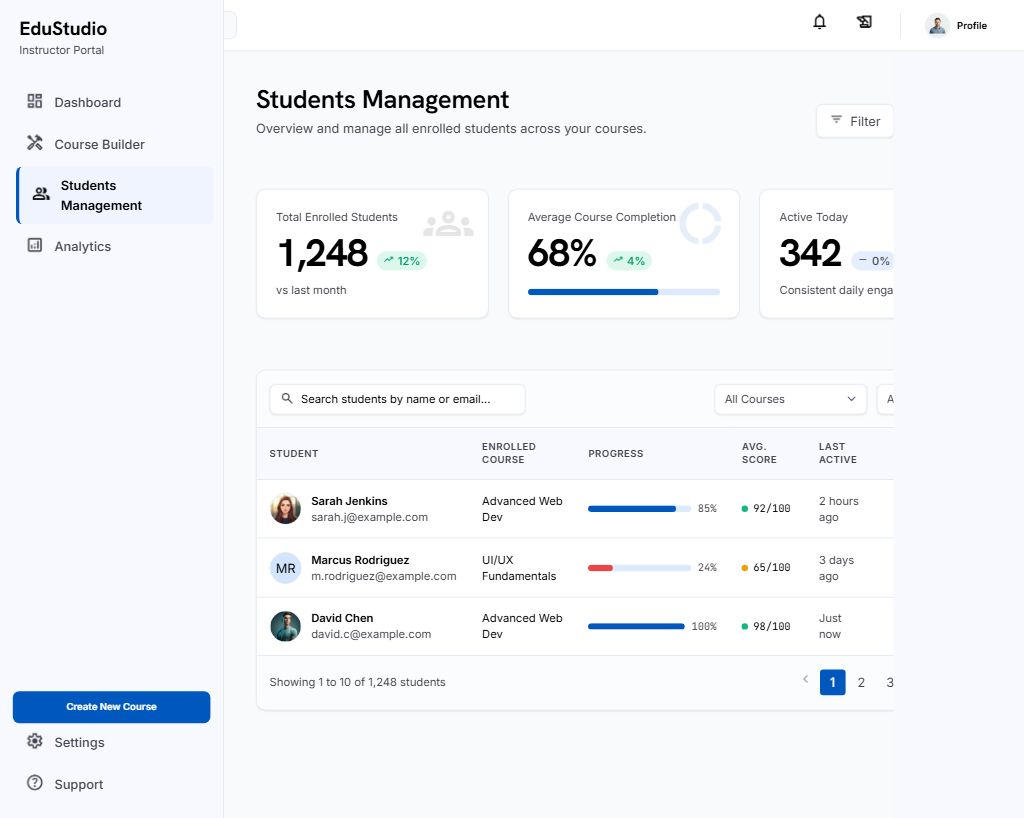 EduStudio
Instructor Portal
Dashboard
Course Builder
Students
Management
Analytics
Create New Course
Settings
Support
Profile
Students Management
Overview and manage all enrolled students across your courses.
Filter
Total Enrolled Students
1,248 12%
vs last month
Average Course Completion
68% 4%
Active Today
342 0%
Consistent daily enga
Search students by name or email...
All Courses
A
STUDENT
ENROLLED
COURSE
PROGRESS
AVG.
SCORE
LAST
ACTIVE
Sarah Jenkins
sarah.j@example.com
Advanced Web
Dev
85%
92/100
2 hours
ago
MR
Marcus Rodriguez
m.rodriguez@example.com
UI/UX
Fundamentals
24%
65/100
3 days
ago
David Chen
david.c@example.com
Advanced Web
Dev
100%
98/100
Just
now
Showing 1 to 10 of 1,248 students
1 2 3